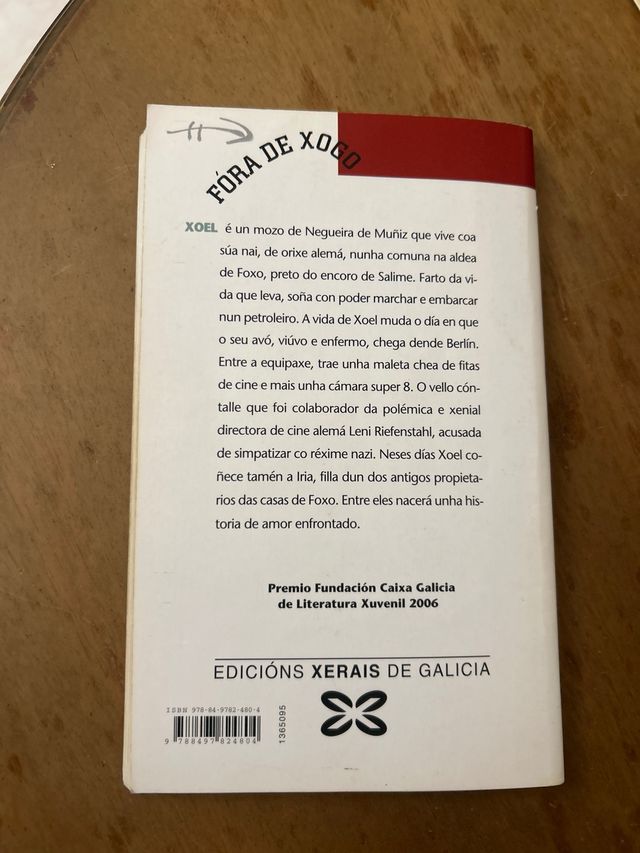 FÓRA DE XOGO
XOEL é un mozo de Negueira de Muñiz que vive coa
súa nai, de orixe alemá, nunha comuna na aldea
de Foxo, preto do encoro de Salime. Farto da vi-
da que leva, soña con poder marchar e embarcar
nun petroleiro. A vida de Xoel muda o día en que
o seu avó, viúvo e enfermo, chega dende Berlín.
Entre a equipaxe, trae unha maleta chea de fitas
de cine e mais unha cámara super 8. O vello cón-
talle que foi colaborador da polémica e xenial
directora de cine alemá Leni Riefenstahl, acusada
de simpatizar co réxime nazi. Neses días Xoel co-
ñece tamén a Iria, filla dun dos antigos propieta-
rios das casas de Foxo. Entre eles nacerá unha his-
toria de amor enfrontado.
Premio Fundación Caixa Galicia
de Literatura Xuvenil 2006
EDICIÓNS XERAIS DE GALICIA
ISBN 978-84-9782-480-4
9 788497 824804
1365095